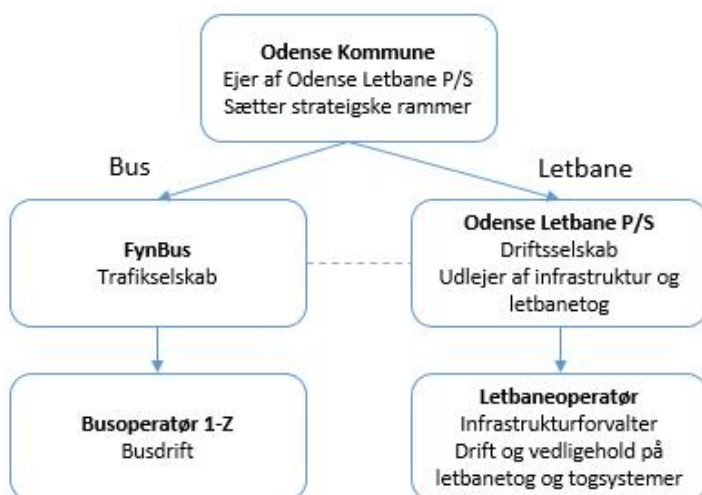 Odense Kommune
Ejer af Odense Letbane P/S
Sætter strateigske rammer
Bus
Letbane
FynBus
Trafikselskab
Odense Letbane P/S
Driftsselskab
Udlejer af infrastruktur og
letbanetog
Busoperatør 1-Z
Busdrift
Letbaneoperatør
Infrastrukturforvalter
Drift og vedligehold på
letbanetog og togsystemer